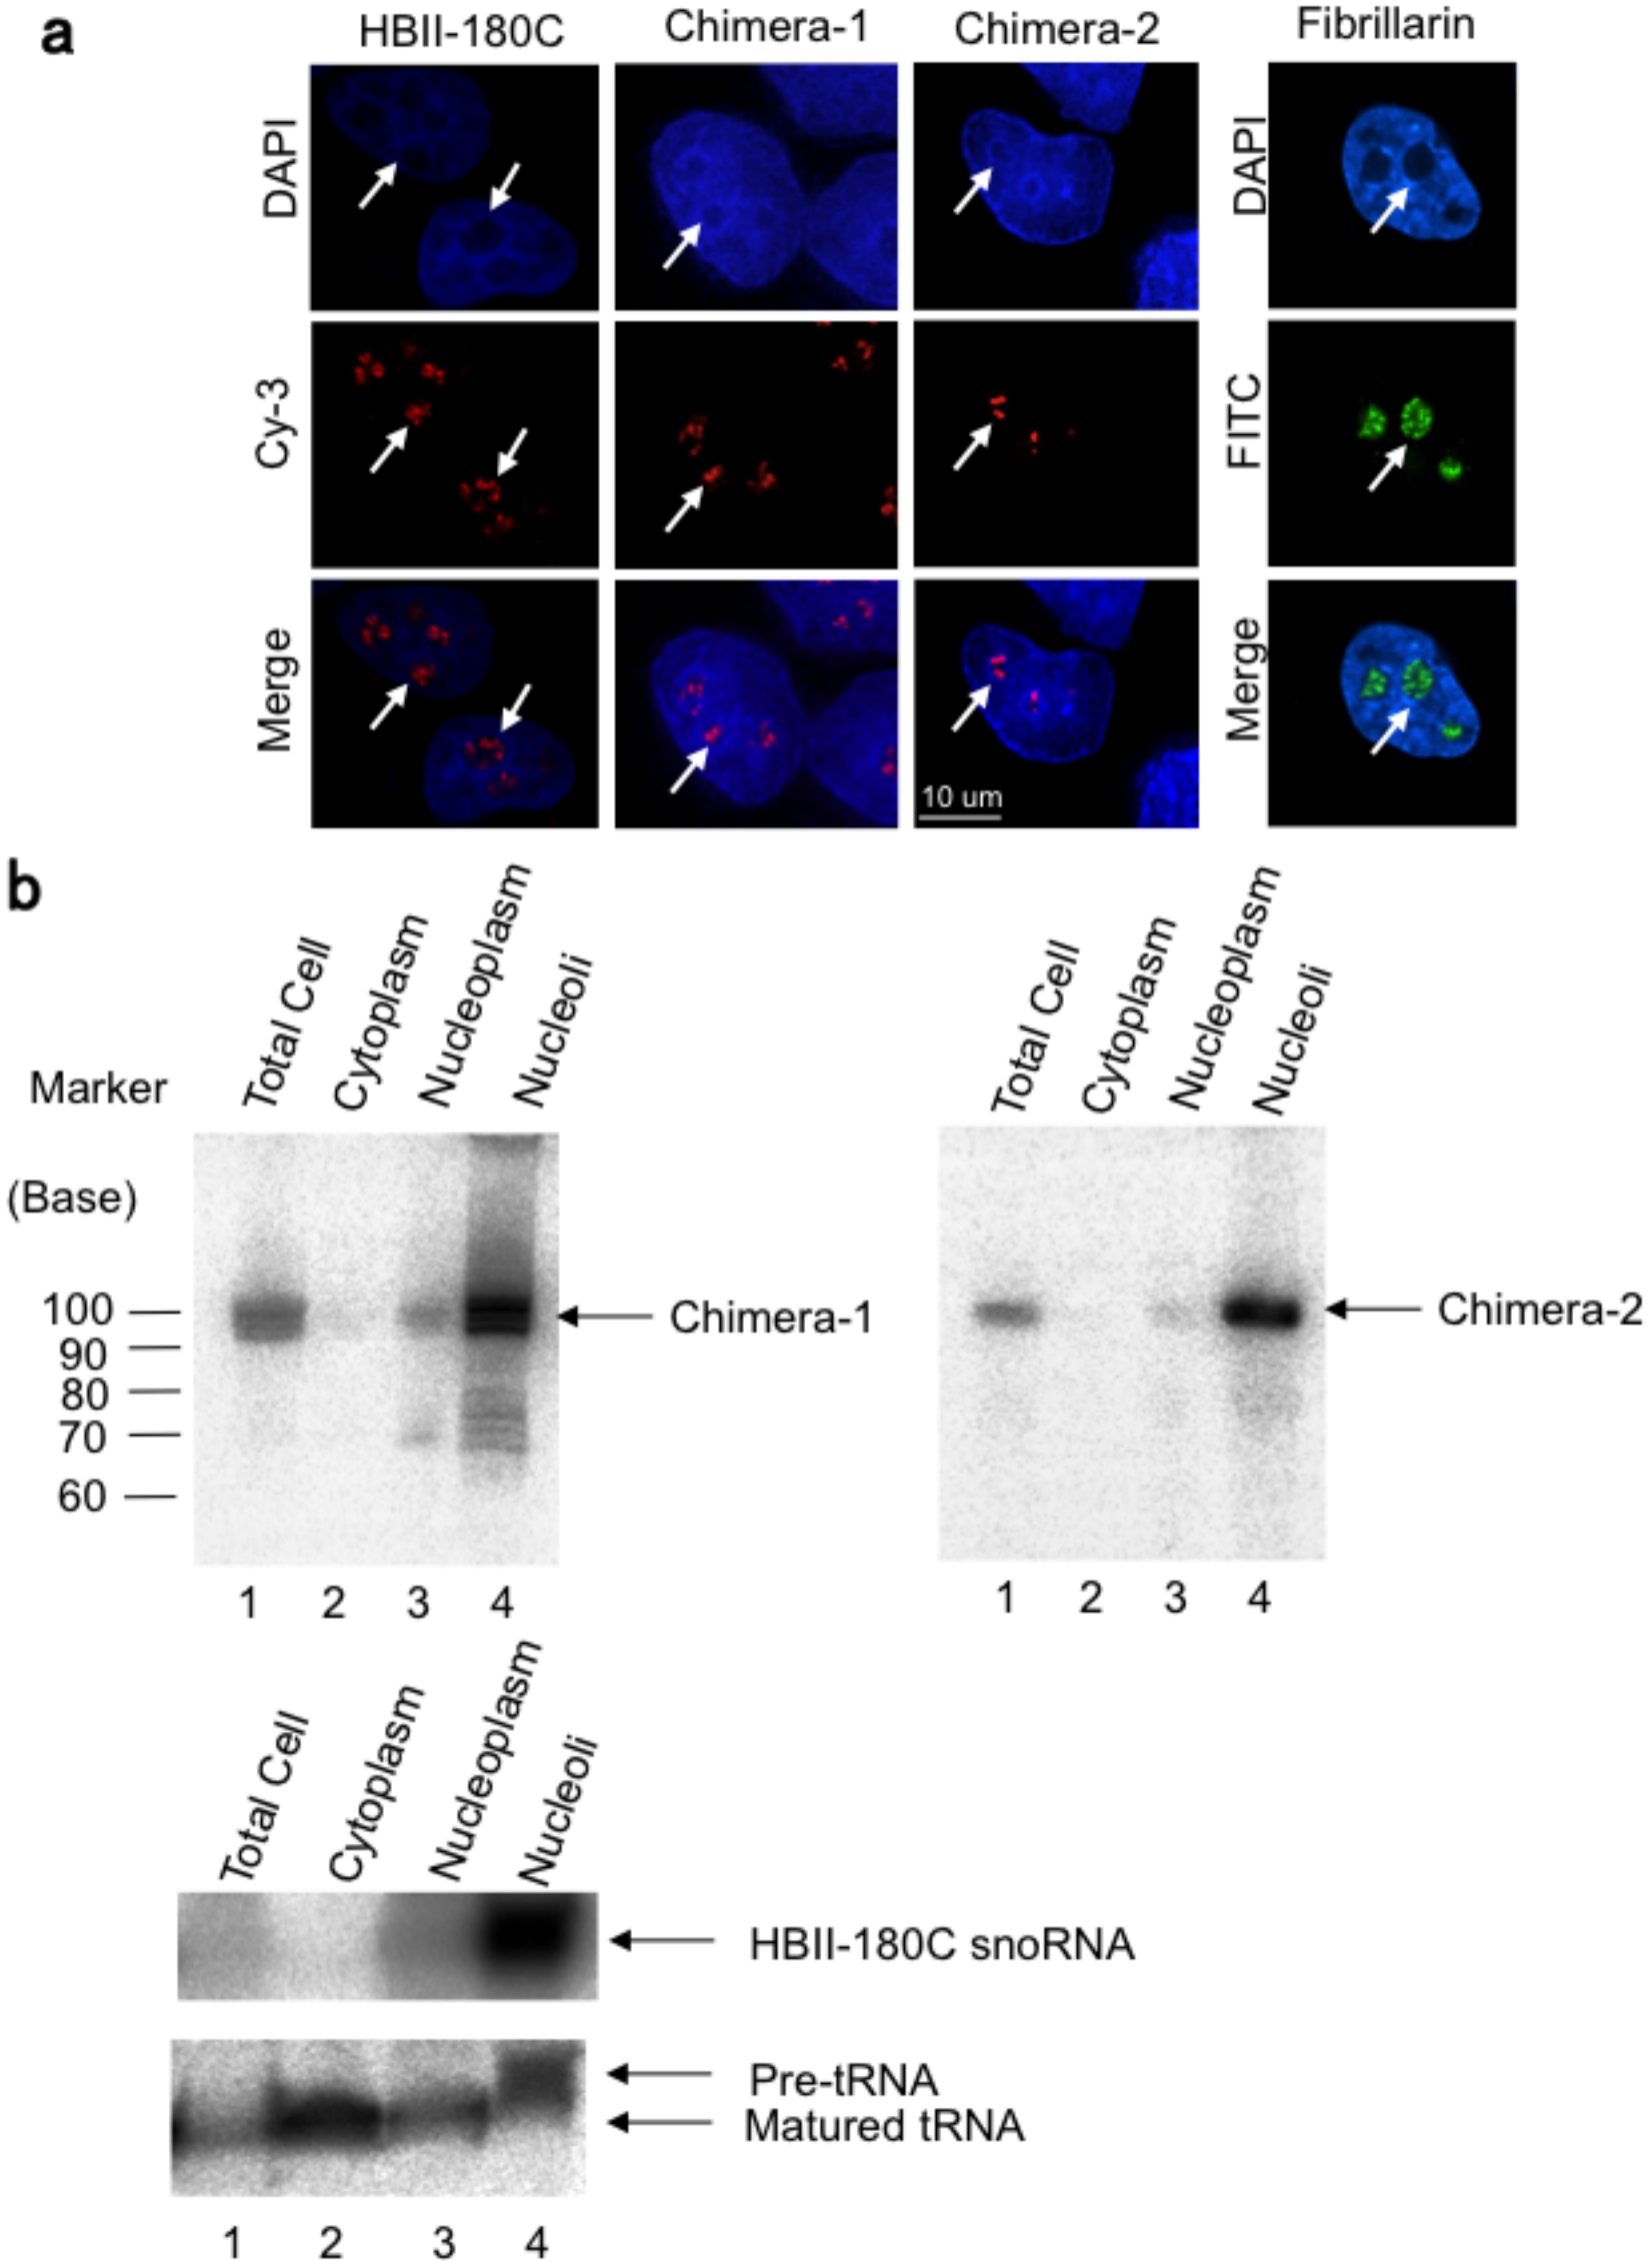 a
HBII-180C Chimera-1 Chimera-2 Fibrillarin
DAPI DAPI
Cy-3 FITC
Merge Merge
10 um
b
Total Cell Cytoplasm Nucleoplasm Nucleoli
Total Cell Cytoplasm Nucleoplasm Nucleoli
Marker
(Base)
100
90
80
70
60
Chimera-1
Chimera-2
1 2 3 4
1 2 3 4
Total Cell Cytoplasm Nucleoplasm Nucleoli
HBII-180C snoRNA
Pre-tRNA
Matured tRNA
1 2 3 4